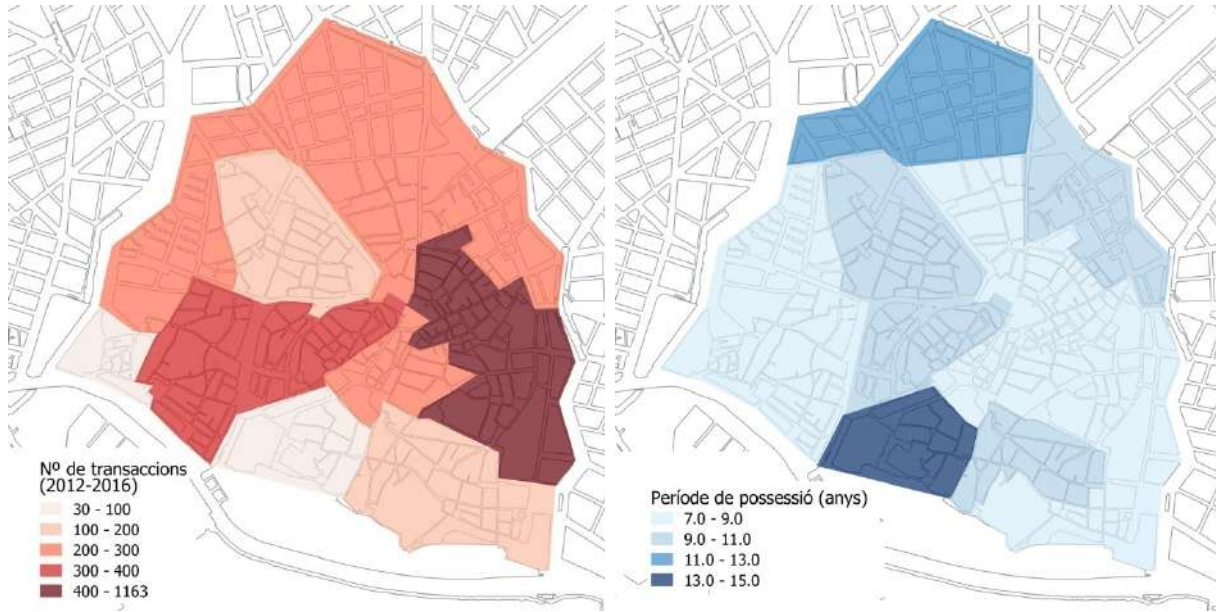 Nº de transaccions
(2012-2016)
30 - 100
100 - 200
200 - 300
300 - 400
400 - 1163
Període de possessió (anys)
7.0 - 9.0
9.0 - 11.0
11.0 - 13.0
13.0 - 15.0